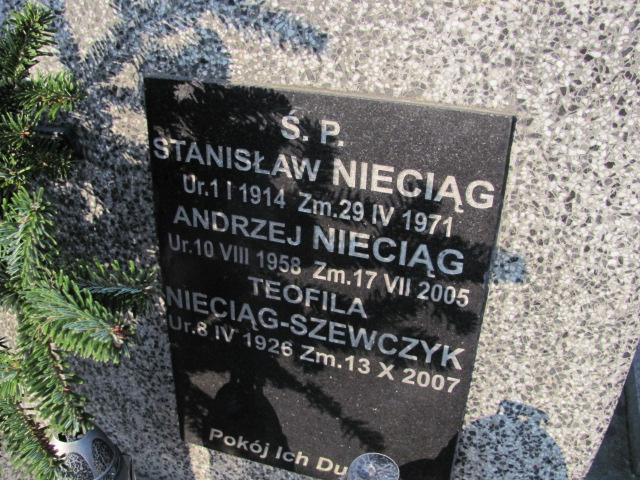 Ś. P.
STANISŁAW NIECIĄG
Ur.1 I 1914 Zm.29 IV 1971
ANDRZEJ NIECIĄG
Ur.10 VIII 1958 Zm.17 VII 2005
TEOFILA
NIECIĄG-SZEWCZYK
Ur.8 IV 1926 Zm.13 X 2007
Pokój Ich Du